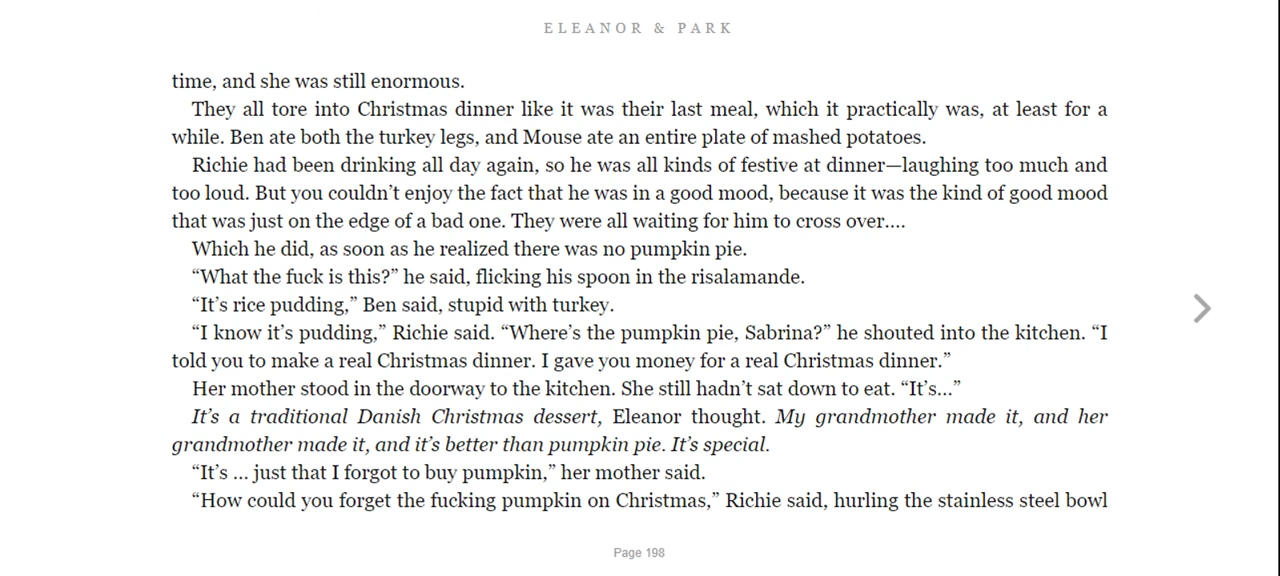 ELEANOR & PARK
time, and she was still enormous.
They all tore into Christmas dinner like it was their last meal, which it practically was, at least for a
while. Ben ate both the turkey legs, and Mouse ate an entire plate of mashed potatoes.
Richie had been drinking all day again, so he was all kinds of festive at dinner—laughing too much and
too loud. But you couldn’t enjoy the fact that he was in a good mood, because it was the kind of good mood
that was just on the edge of a bad one. They were all waiting for him to cross over....
Which he did, as soon as he realized there was no pumpkin pie.
“What the fuck is this?” he said, flicking his spoon in the risalamande.
“It’s rice pudding,” Ben said, stupid with turkey.
“I know it’s pudding,” Richie said. “Where’s the pumpkin pie, Sabrina?” he shouted into the kitchen. “I
told you to make a real Christmas dinner. I gave you money for a real Christmas dinner.”
Her mother stood in the doorway to the kitchen. She still hadn’t sat down to eat. “It’s...”
It’s a traditional Danish Christmas dessert, Eleanor thought. My grandmother made it, and her
grandmother made it, and it’s better than pumpkin pie. It’s special.
“It’s ... just that I forgot to buy pumpkin,” her mother said.
“How could you forget the fucking pumpkin on Christmas,” Richie said, hurling the stainless steel bowl
Page 198